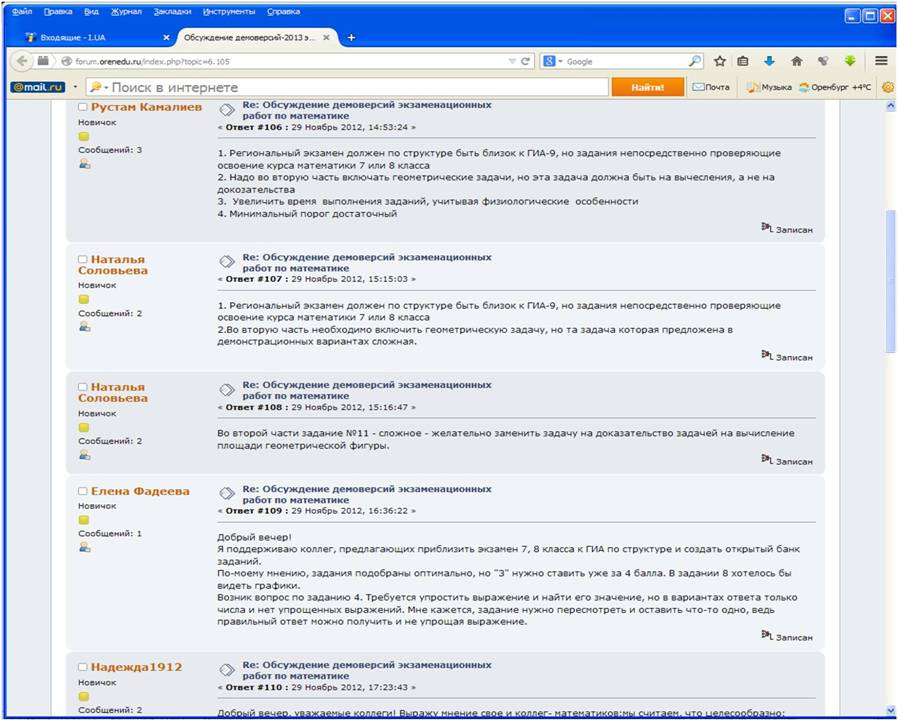 Файл Правка Вид Журнал Закладки Инструменты Справка
Входящие - I.UA × Обсуждение демоверсий-2013 э... × +
forum.orenedu.ru/index.php?topic=6.105 Google
@mail.ru Поиск в интернете Найти! Почта Музыка Оренбург +4°C
Рустам Камалиев
Новичок
Сообщений: 3
Re: Обсуждение демоверсий экзаменационных
работ по математике
« Ответ #106 : 29 Ноябрь 2012, 14:53:24 »
1. Региональный экзамен должен по структуре быть близок к ГИА-9, но задания непосредственно проверяющие
освоение курса математики 7 или 8 класса
2. Надо во вторую часть включать геометрические задачи, но эта задача должна быть на вычесления, а не на
докозательства
3. Увеличить время выполнения заданий, учитывая физиологические особенности
4. Минимальный порог достаточный
Записан
Наталья
Соловьева
Новичок
Сообщений: 2
Re: Обсуждение демоверсий экзаменационных
работ по математике
« Ответ #107 : 29 Ноябрь 2012, 15:15:03 »
1. Региональный экзамен должен по структуре быть близок к ГИА-9, но задания непосредственно проверяющие
освоение курса математики 7 или 8 класса
2.Во вторую часть необходимо включить геометрическую задачу, но та задача которая предложена в
демонстрационных вариантах сложная.
Записан
Наталья
Соловьева
Новичок
Сообщений: 2
Re: Обсуждение демоверсий экзаменационных
работ по математике
« Ответ #108 : 29 Ноябрь 2012, 15:16:47 »
Во второй части задание №11 - сложное - желательно заменить задачу на доказательство задачей на вычисление
площади геометрической фигуры.
Записан
Елена Фадеева
Новичок
Сообщений: 1
Re: Обсуждение демоверсий экзаменационных
работ по математике
« Ответ #109 : 29 Ноябрь 2012, 16:36:22 »
Добрый вечер!
Я поддерживаю коллег, предлагающих приблизить экзамен 7, 8 класса к ГИА по структуре и создать открытый банк
заданий.
По-моему мнению, задания подобраны оптимально, но "3" нужно ставить уже за 4 балла. В задании 8 хотелось бы
видеть графики.
Возник вопрос по заданию 4. Требуется упростить выражение и найти его значение, но в вариантах ответа только
числа и нет упрощенных выражений. Мне кажется, задание нужно пересмотреть и оставить что-то одно, ведь
правильный ответ можно получить и не упрощая выражение.
Записан
Надежда1912
Новичок
Сообщений: 2
Re: Обсуждение демоверсий экзаменационных
работ по математике
« Ответ #110 : 29 Ноябрь 2012, 17:23:43 »
Добрый вечер, уважаемые коллеги! Выражу мнение свое и коллег- математиков:мы считаем, что целесообразно: